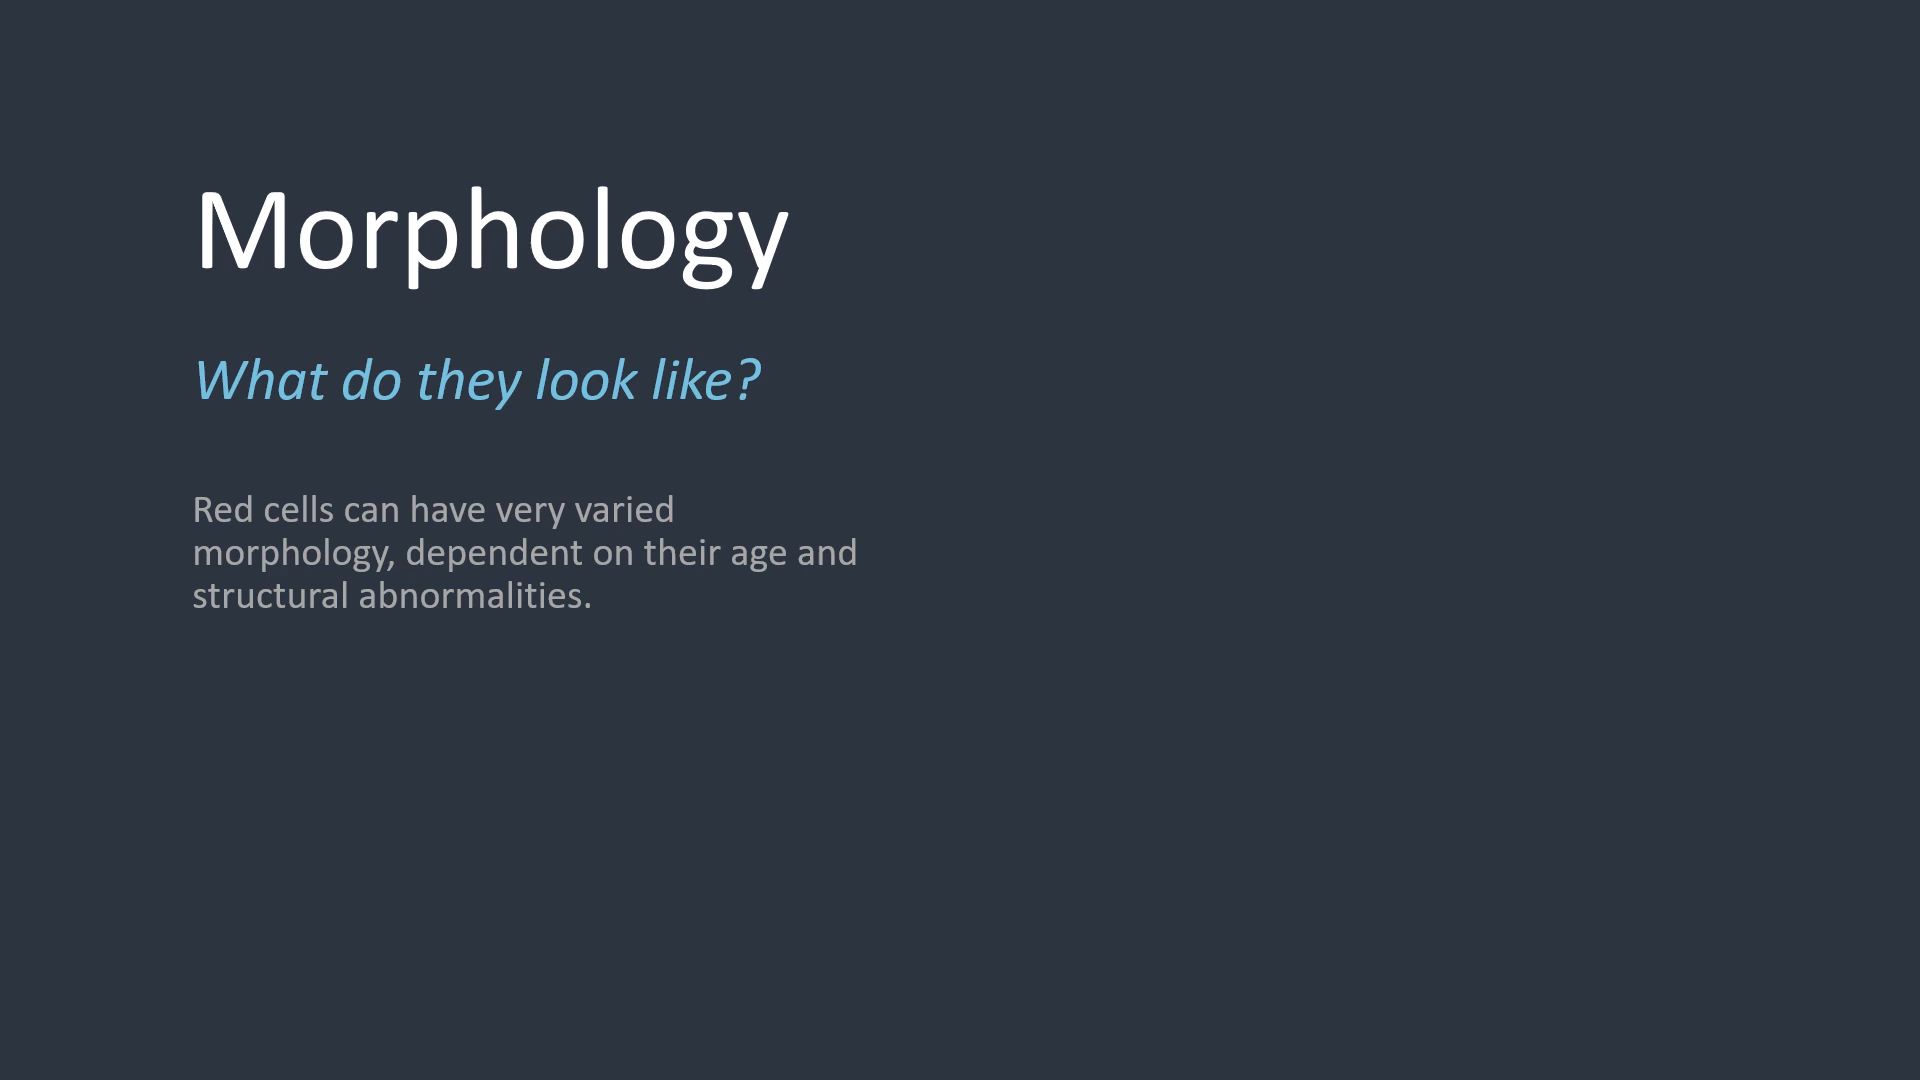 Morphology
What do they look like?
Red cells can have very varied
morphology, dependent on their age and
structural abnormalities.